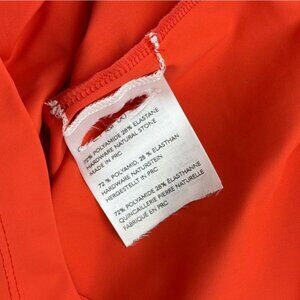 72% POLYAMIDE 28% ELASTANE
HARDWARE NATURAL STONE
MADE IN PRC
72 % POLYAMID, 28 % ELASTHAN
HARDWARE NATURSTEIN
HERGESTELLT IN PRC
72% POLYAMIDE 28% ELASTHANNE
QUINCAILLERIE PIERRE NATURELLE
FABRIQUÉ EN PRC